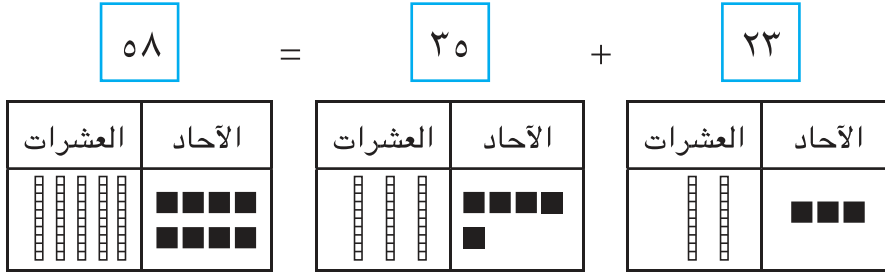 ٢٣ + ٣٥ = ٥٨
الآحاد العشرات الآحاد العشرات الآحاد العشرات